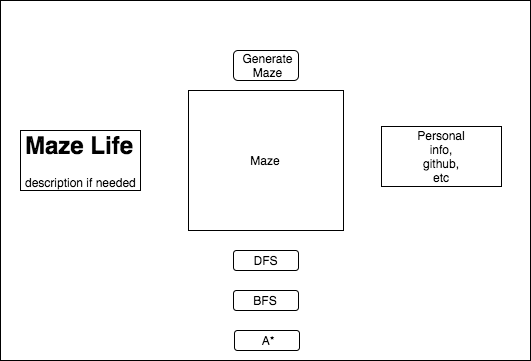 Generate
Maze
Maze Life
description if needed
Maze
Personal
info,
github,
etc
DFS
BFS
A*